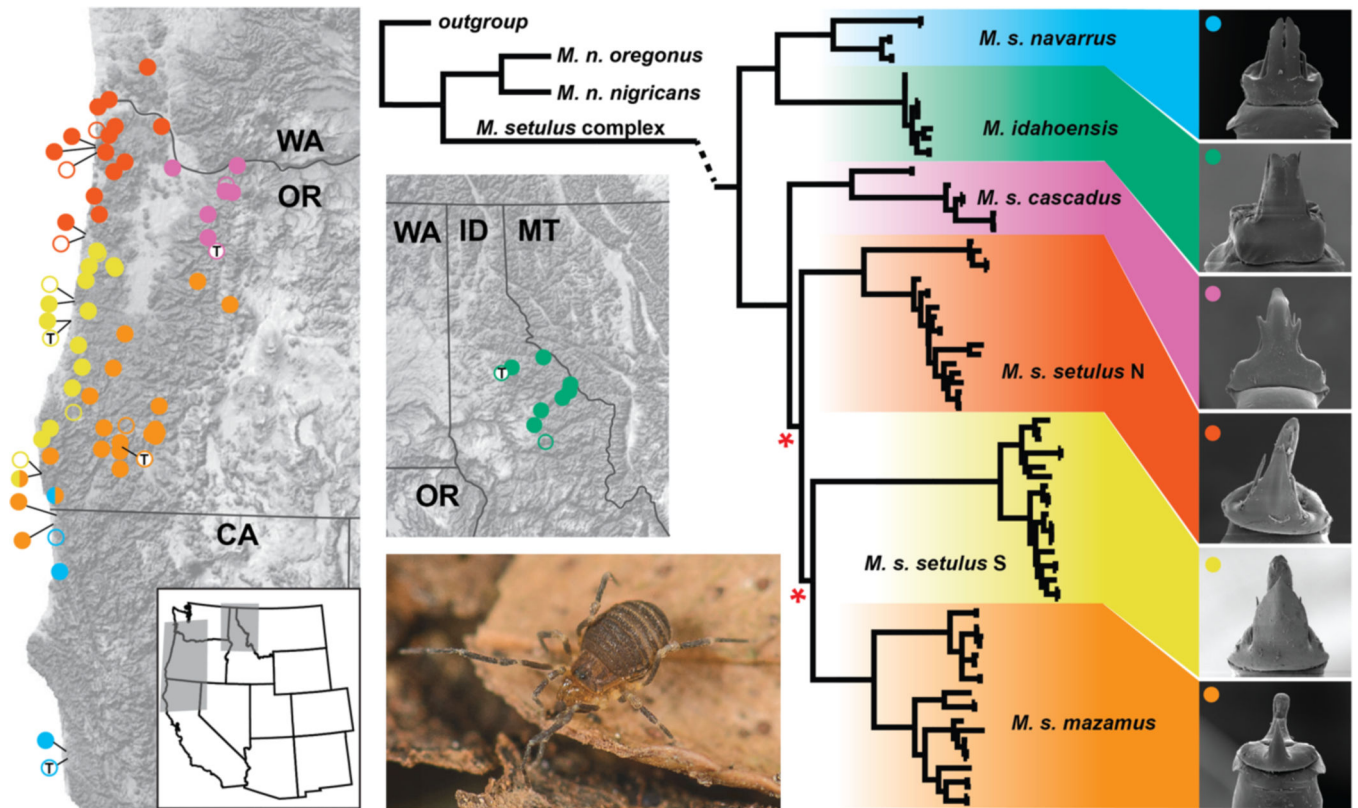 WA
OR
T
T
T
CA
T
outgroup
M. n. oregonus
M. n. nigricans
M. setulus complex
WA ID MT
T
OR
*
*
M. s. navarrus
M. idahoensis
M. s. cascadus
M. s. setulus N
M. s. setulus S
M. s. mazamus